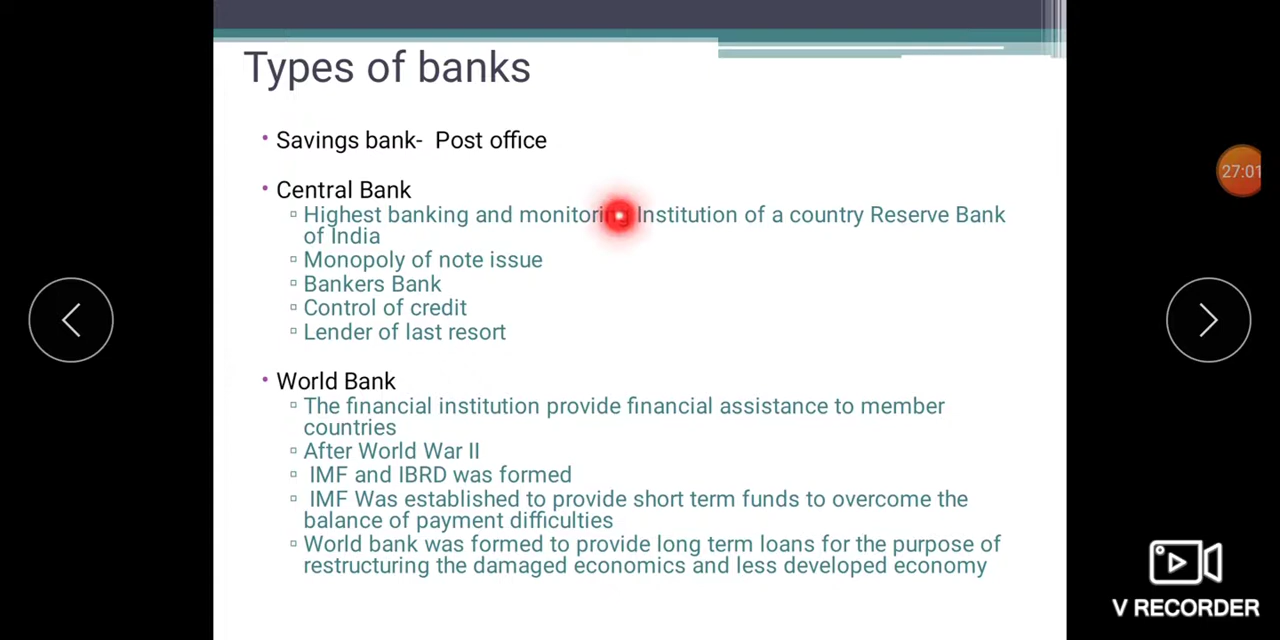 Types of banks
Savings bank- Post office
Central Bank
Highest banking and monitoring Institution of a country Reserve Bank
of India
Monopoly of note issue
Bankers Bank
Control of credit
Lender of last resort
World Bank
The financial institution provide financial assistance to member
countries
After World War II
IMF and IBRD was formed
IMF Was established to provide short term funds to overcome the
balance of payment difficulties
World bank was formed to provide long term loans for the purpose of
restructuring the damaged economics and less developed economy
27:01
V RECORDER